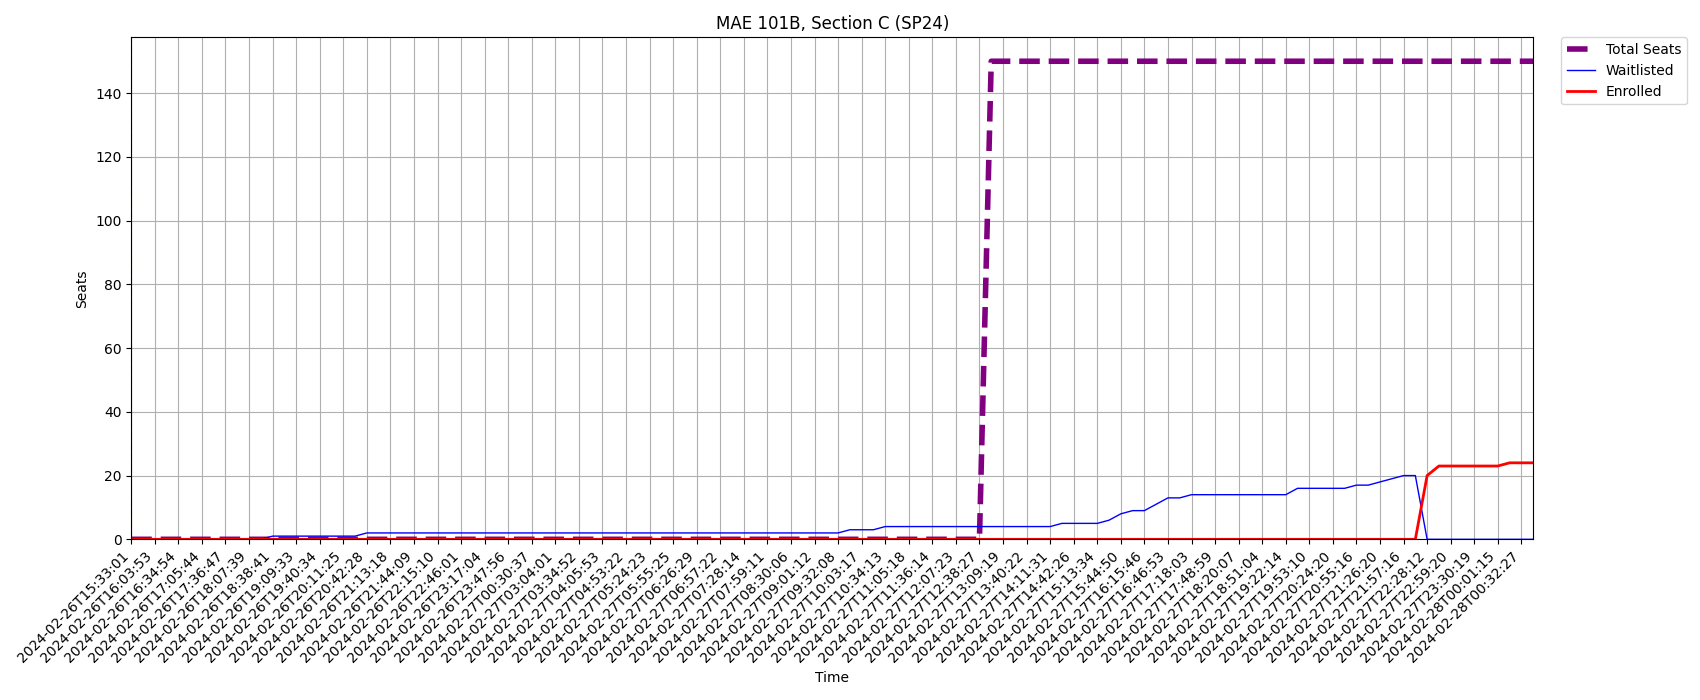 MAE 101B, Section C (SP24)
Total Seats
Waitlisted
Enrolled
Seats
140
120
100
80
60
40
20
0
2024-02-26T15:33:01
2024-02-26T16:03:53
2024-02-26T16:34:54
2024-02-26T17:05:44
2024-02-26T17:36:47
2024-02-26T18:07:39
2024-02-26T18:38:41
2024-02-26T19:09:33
2024-02-26T19:40:34
2024-02-26T20:11:25
2024-02-26T20:42:28
2024-02-26T21:13:18
2024-02-26T21:44:09
2024-02-26T22:15:10
2024-02-26T22:46:01
2024-02-26T23:17:04
2024-02-26T23:47:56
2024-02-27T00:30:37
2024-02-27T03:04:01
2024-02-27T03:34:52
2024-02-27T04:05:53
2024-02-27T04:53:22
2024-02-27T05:24:23
2024-02-27T05:55:25
2024-02-27T06:26:29
2024-02-27T06:57:22
2024-02-27T07:28:14
2024-02-27T07:59:11
2024-02-27T08:30:06
2024-02-27T09:01:12
2024-02-27T09:32:08
2024-02-27T10:03:17
2024-02-27T10:34:13
2024-02-27T11:05:18
2024-02-27T11:36:14
2024-02-27T12:07:23
2024-02-27T12:38:27
2024-02-27T13:09:19
2024-02-27T13:40:22
2024-02-27T14:11:31
2024-02-27T14:42:26
2024-02-27T15:13:34
2024-02-27T15:44:50
2024-02-27T16:15:46
2024-02-27T16:46:53
2024-02-27T17:18:03
2024-02-27T17:48:59
2024-02-27T18:20:07
2024-02-27T18:51:04
2024-02-27T19:22:14
2024-02-27T19:53:10
2024-02-27T20:24:20
2024-02-27T20:55:16
2024-02-27T21:26:20
2024-02-27T21:57:16
2024-02-27T22:28:12
2024-02-27T22:59:20
2024-02-27T23:30:19
2024-02-28T00:01:15
2024-02-28T00:32:27
Time